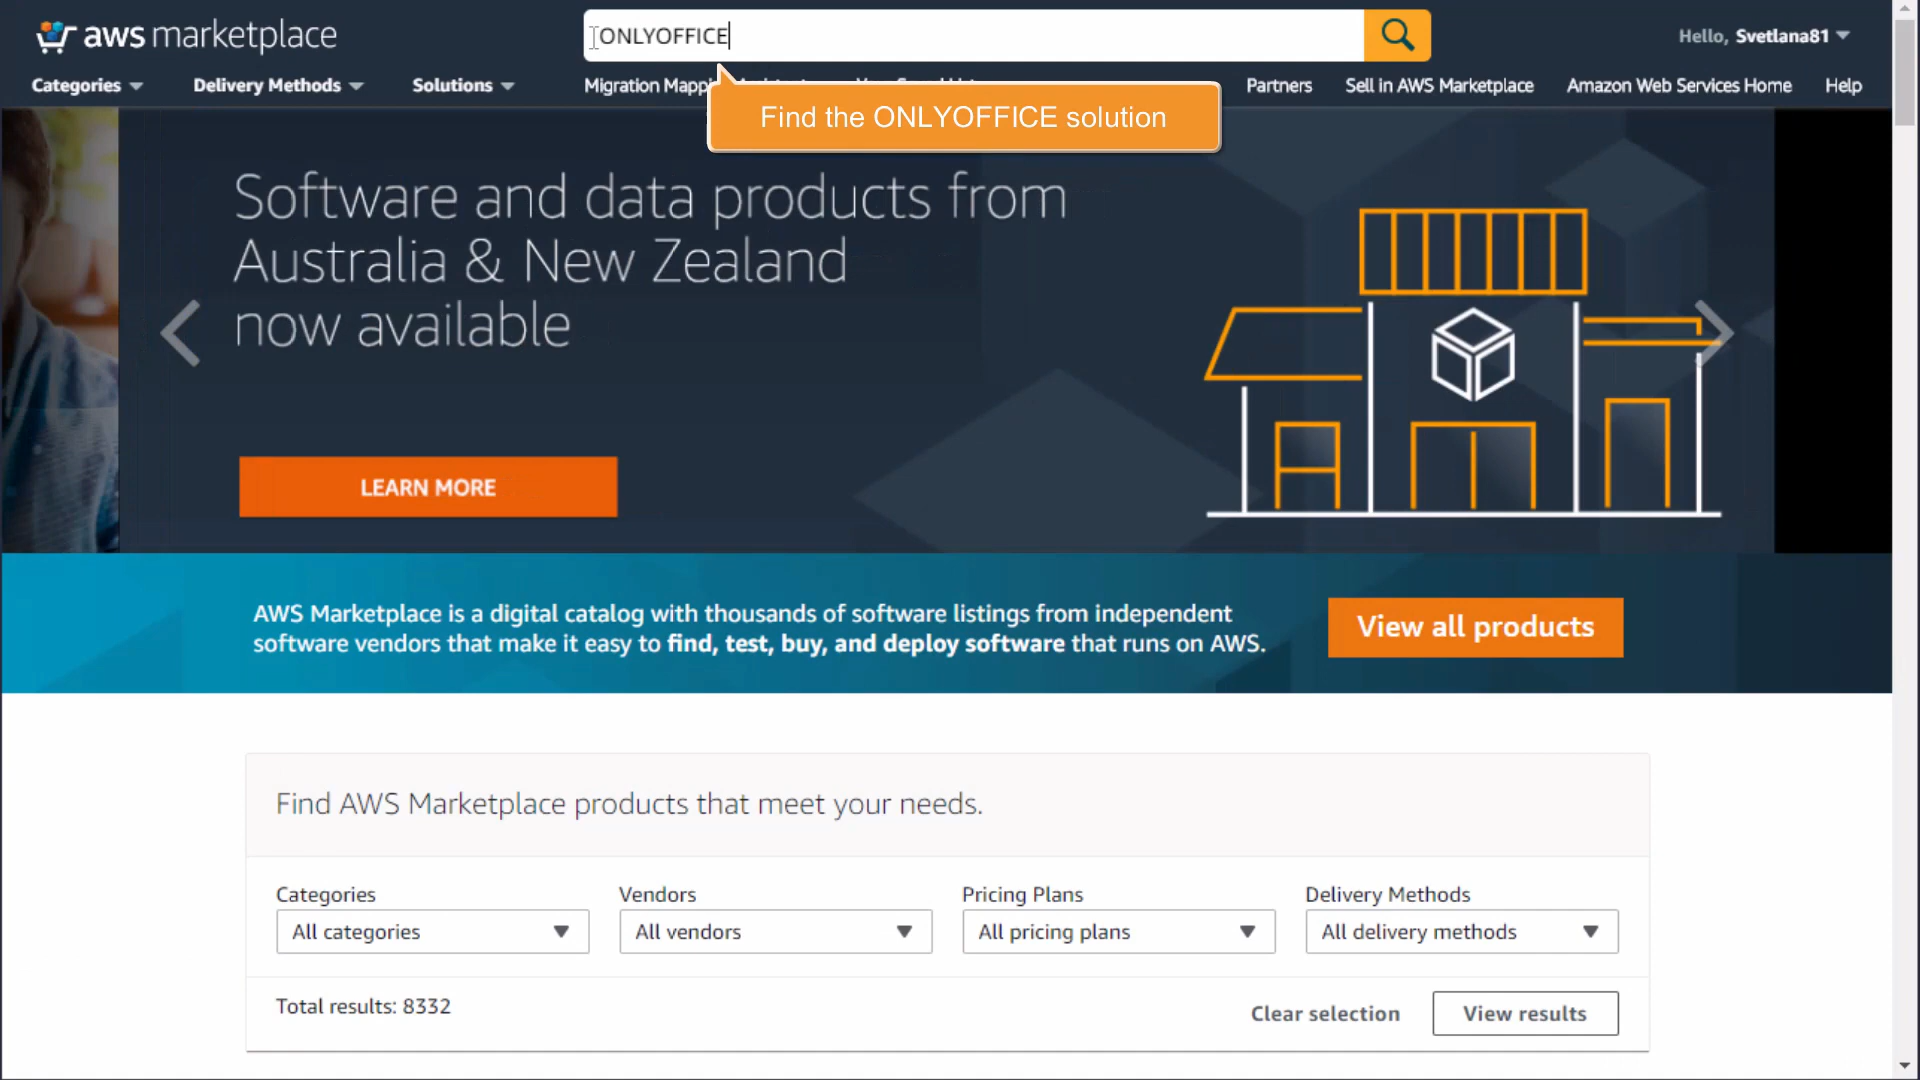 aws marketplace
ONLYOFFICE
Hello, Svetlana81
Categories
Delivery Methods
Solutions
Migration Mapp
Partners
Sell in AWS Marketplace
Amazon Web Services Home
Help
Find the ONLYOFFICE solution
Software and data products from
Australia & New Zealand
now available
LEARN MORE
AWS Marketplace is a digital catalog with thousands of software listings from independent
software vendors that make it easy to find, test, buy, and deploy software that runs on AWS.
View all products
Find AWS Marketplace products that meet your needs.
Categories
Vendors
Pricing Plans
Delivery Methods
All categories
All vendors
All pricing plans
All delivery methods
Total results: 8332
Clear selection
View results